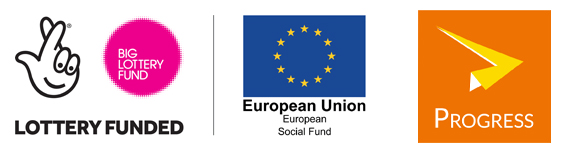 BIG
LOTTERY
FUND
LOTTERY FUNDED
European Union
European
Social Fund
PROGRESS